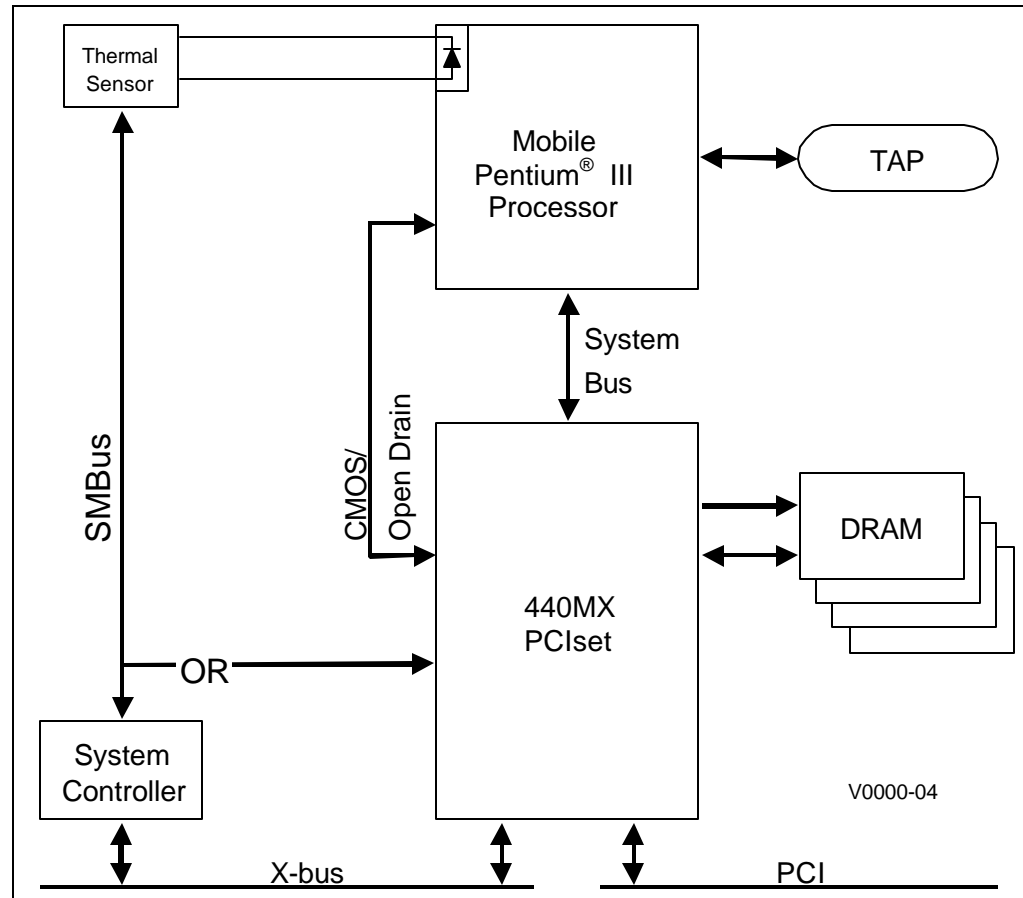 Thermal
Sensor
Mobile
Pentium® III
Processor
TAP
System
Bus
SMBus
CMOS/
Open Drain
DRAM
440MX
PCIset
OR
System
Controller
V0000-04
X-bus
PCI